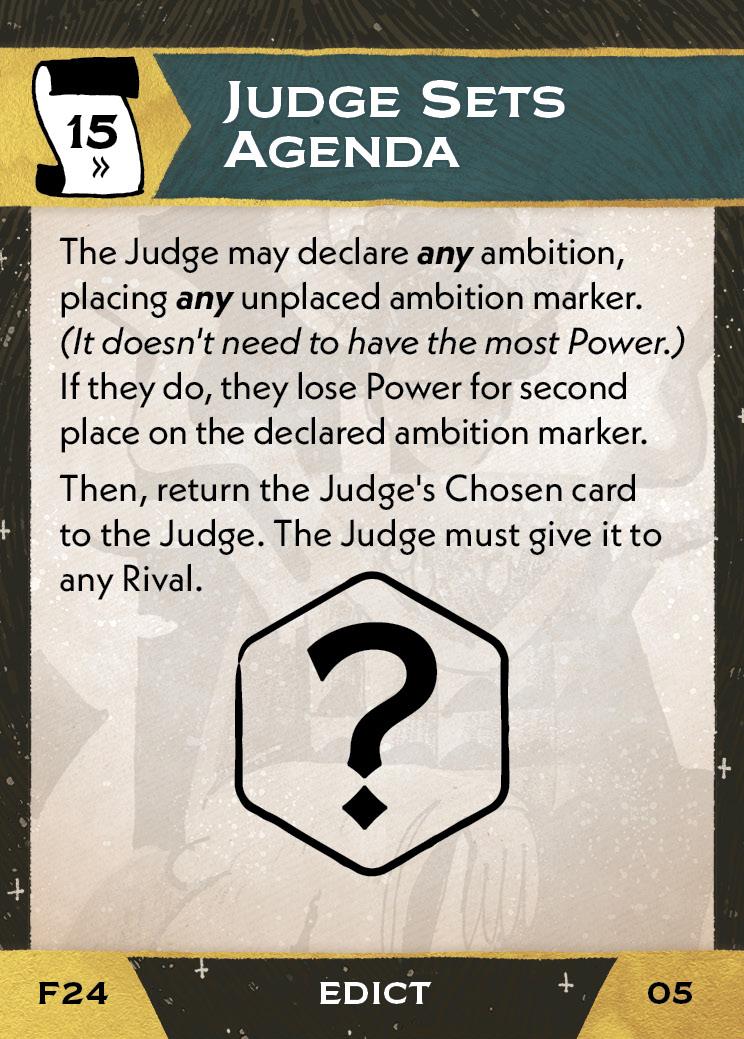 15
»
JUDGE SETS
AGENDA
The Judge may declare any ambition,
placing any unplaced ambition marker.
(It doesn't need to have the most Power.)
If they do, they lose Power for second
place on the declared ambition marker.
Then, return the Judge's Chosen card
to the Judge. The Judge must give it to
any Rival.
?
F24
EDICT
05